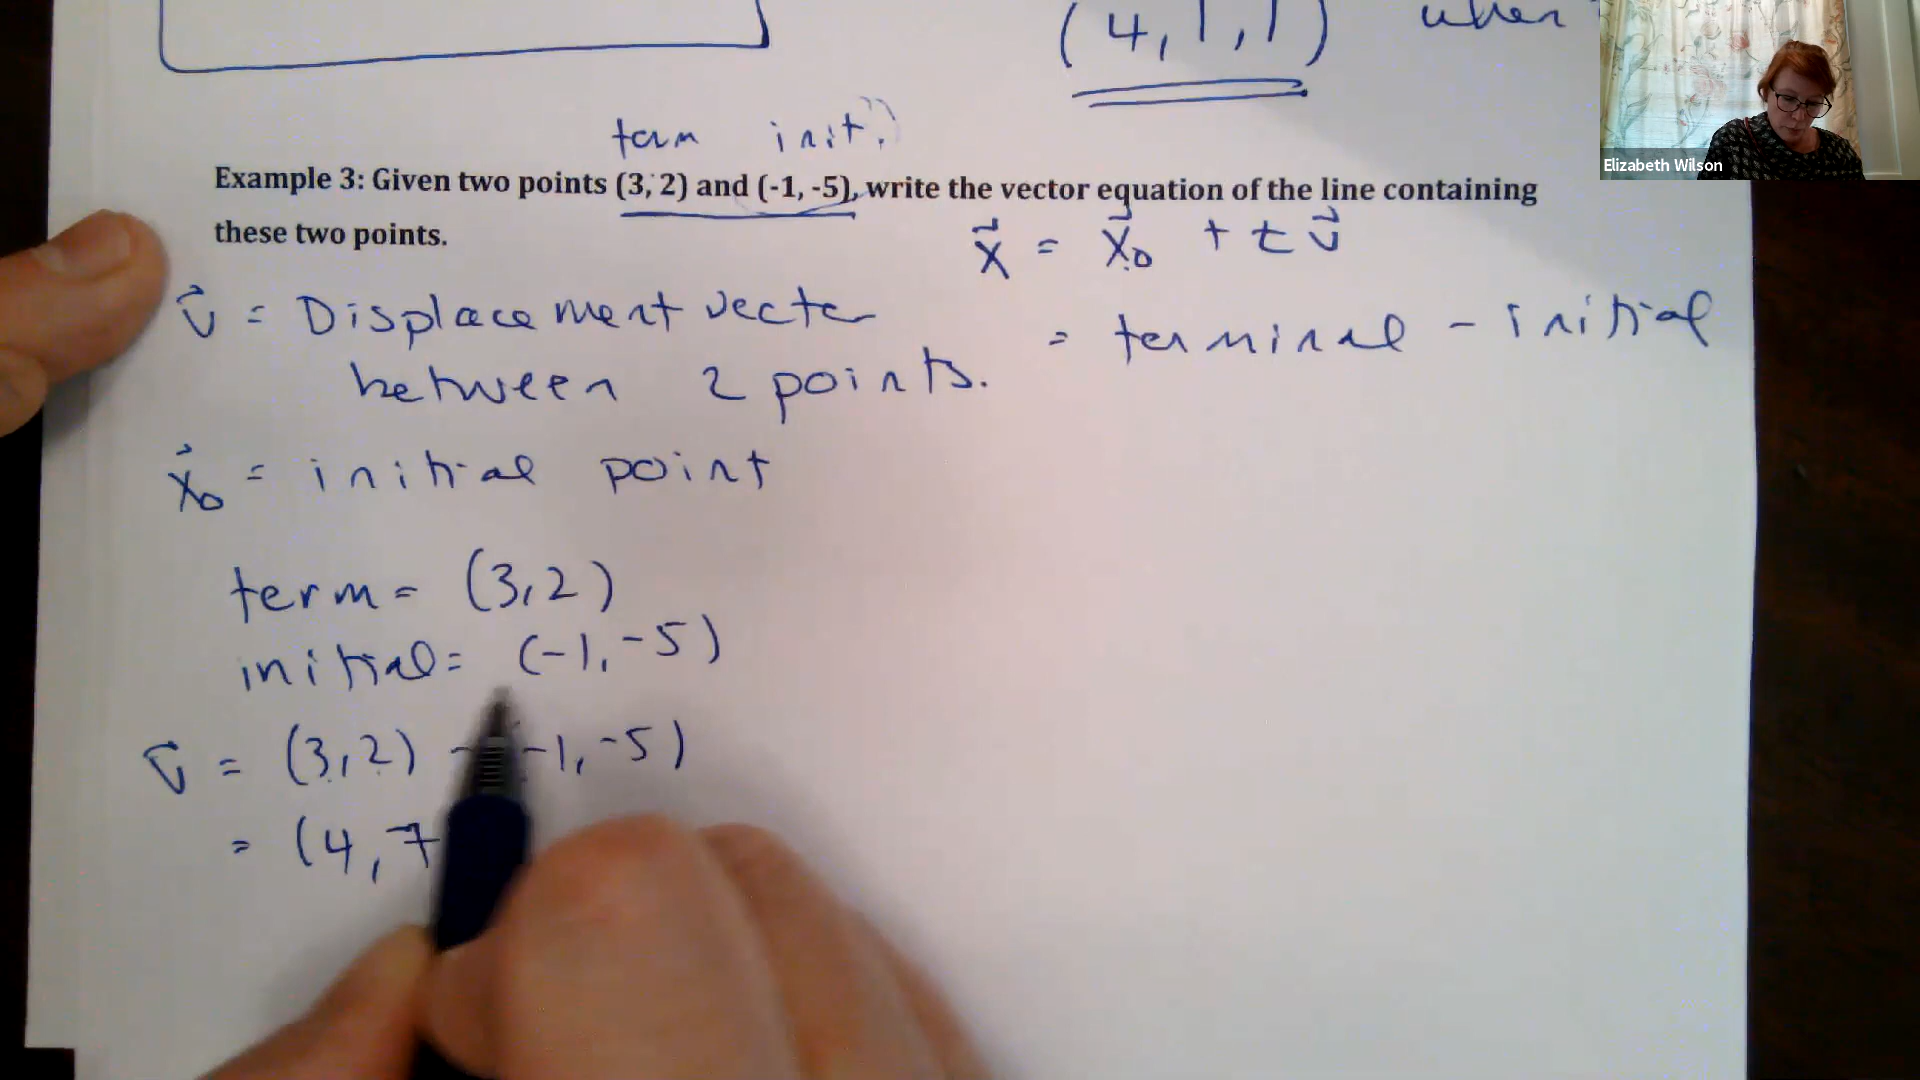 (4,1,1) when
Elizabeth Wilson
term init.
Example 3: Given two points (3, 2) and (-1, -5), write the vector equation of the line containing
these two points.
x⃗ = x⃗₀ + t v⃗
v⃗ = Displacement vector
between 2 points.
= terminal - initial
x⃗₀ = initial point
term = (3,2)
initial = (-1,-5)
v⃗ = (3,2) - -1,-5)
= (4,7